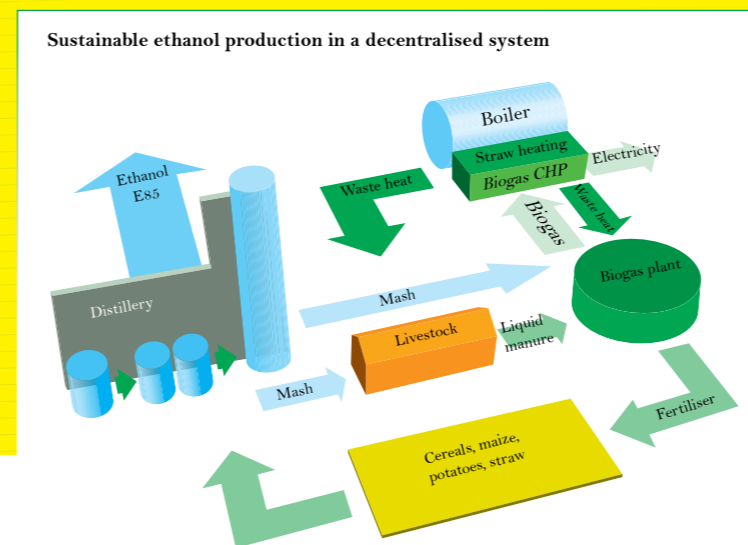 Sustainable ethanol production in a decentralised system
Boiler
Straw heating
Biogas CHP
Electricity
Ethanol
E85
Waste heat
Waste heat
Biogas
Biogas plant
Distillery
Mash
Livestock
Liquid
manure
Mash
Fertiliser
Cereals, maize,
potatoes, straw